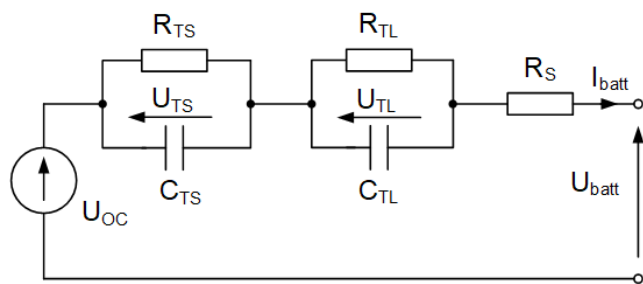 R_TS
R_TL
R_S
I_batt
U_TS
U_TL
C_TS
C_TL
U_OC
U_batt